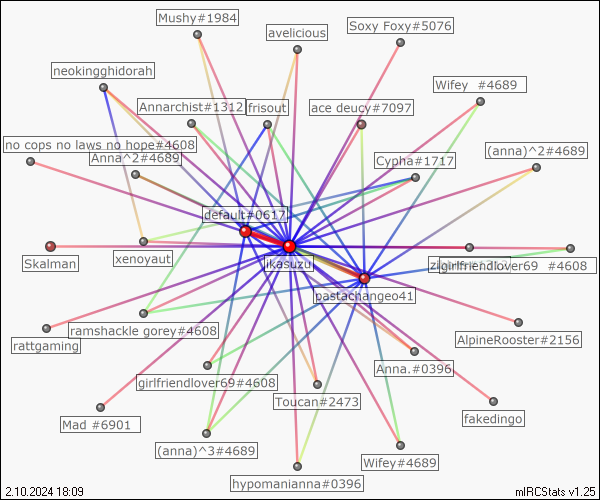 Mushy#1984
avelicious
Soxy Foxy#5076
neokingghidorah
Wifey #4689
Annarchist#1312
frisout
ace deucy#7097
no cops no laws no hope#4608
Anna^2#4689
Cypha#1717
(anna)^2#4689
default#0617
Skalman
xenoyaut
likasuzu
girlfriendlover69 #4608
pastachangeo41
rattgaming
ramshackle gorey#4608
AlpineRooster#2156
girlfriendlover69#4608
Anna.#0396
Toucan#2473
fakedingo
Mad #6901
(anna)^3#4689
Wifey#4689
hypomanianna#0396
2.10.2024 18:09
mIRCStats v1.25